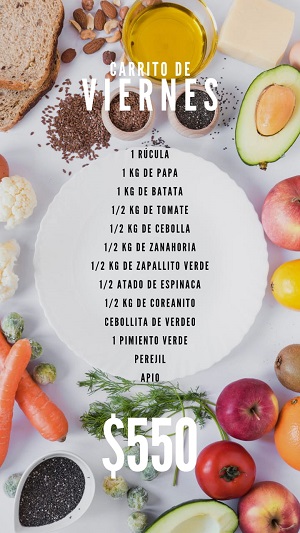 CARRITO DE
VIERNES
1 RÚCULA
1 KG DE PAPA
1 KG DE BATATA
1/2 KG DE TOMATE
1/2 KG DE CEBOLLA
1/2 KG DE ZANAHORIA
1/2 KG DE ZAPALLITO VERDE
1/2 ATADO DE ESPINACA
1/2 KG DE COREANITO
CEBOLLITA DE VERDEO
1 PIMIENTO VERDE
PEREJIL
APIO
$550